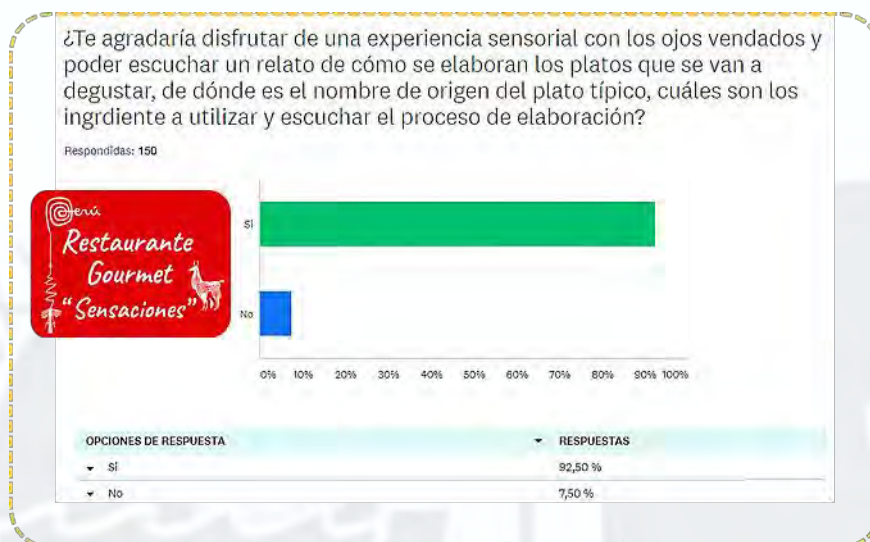 ¿Te agradaría disfrutar de una experiencia sensorial con los ojos vendados y
poder escuchar un relato de cómo se elaboran los platos que se van a
degustar, de dónde es el nombre de origen del plato típico, cuáles son los
ingrdiente a utilizar y escuchar el proceso de elaboración?
Respondidas: 150
Perú
Restaurante
Gourmet
"Sensaciones"
Sí
No
0% 10% 20% 30% 40% 50% 60% 70% 80% 90% 100%
OPCIONES DE RESPUESTA RESPUESTAS
Sí 92,50 %
No 7,50 %